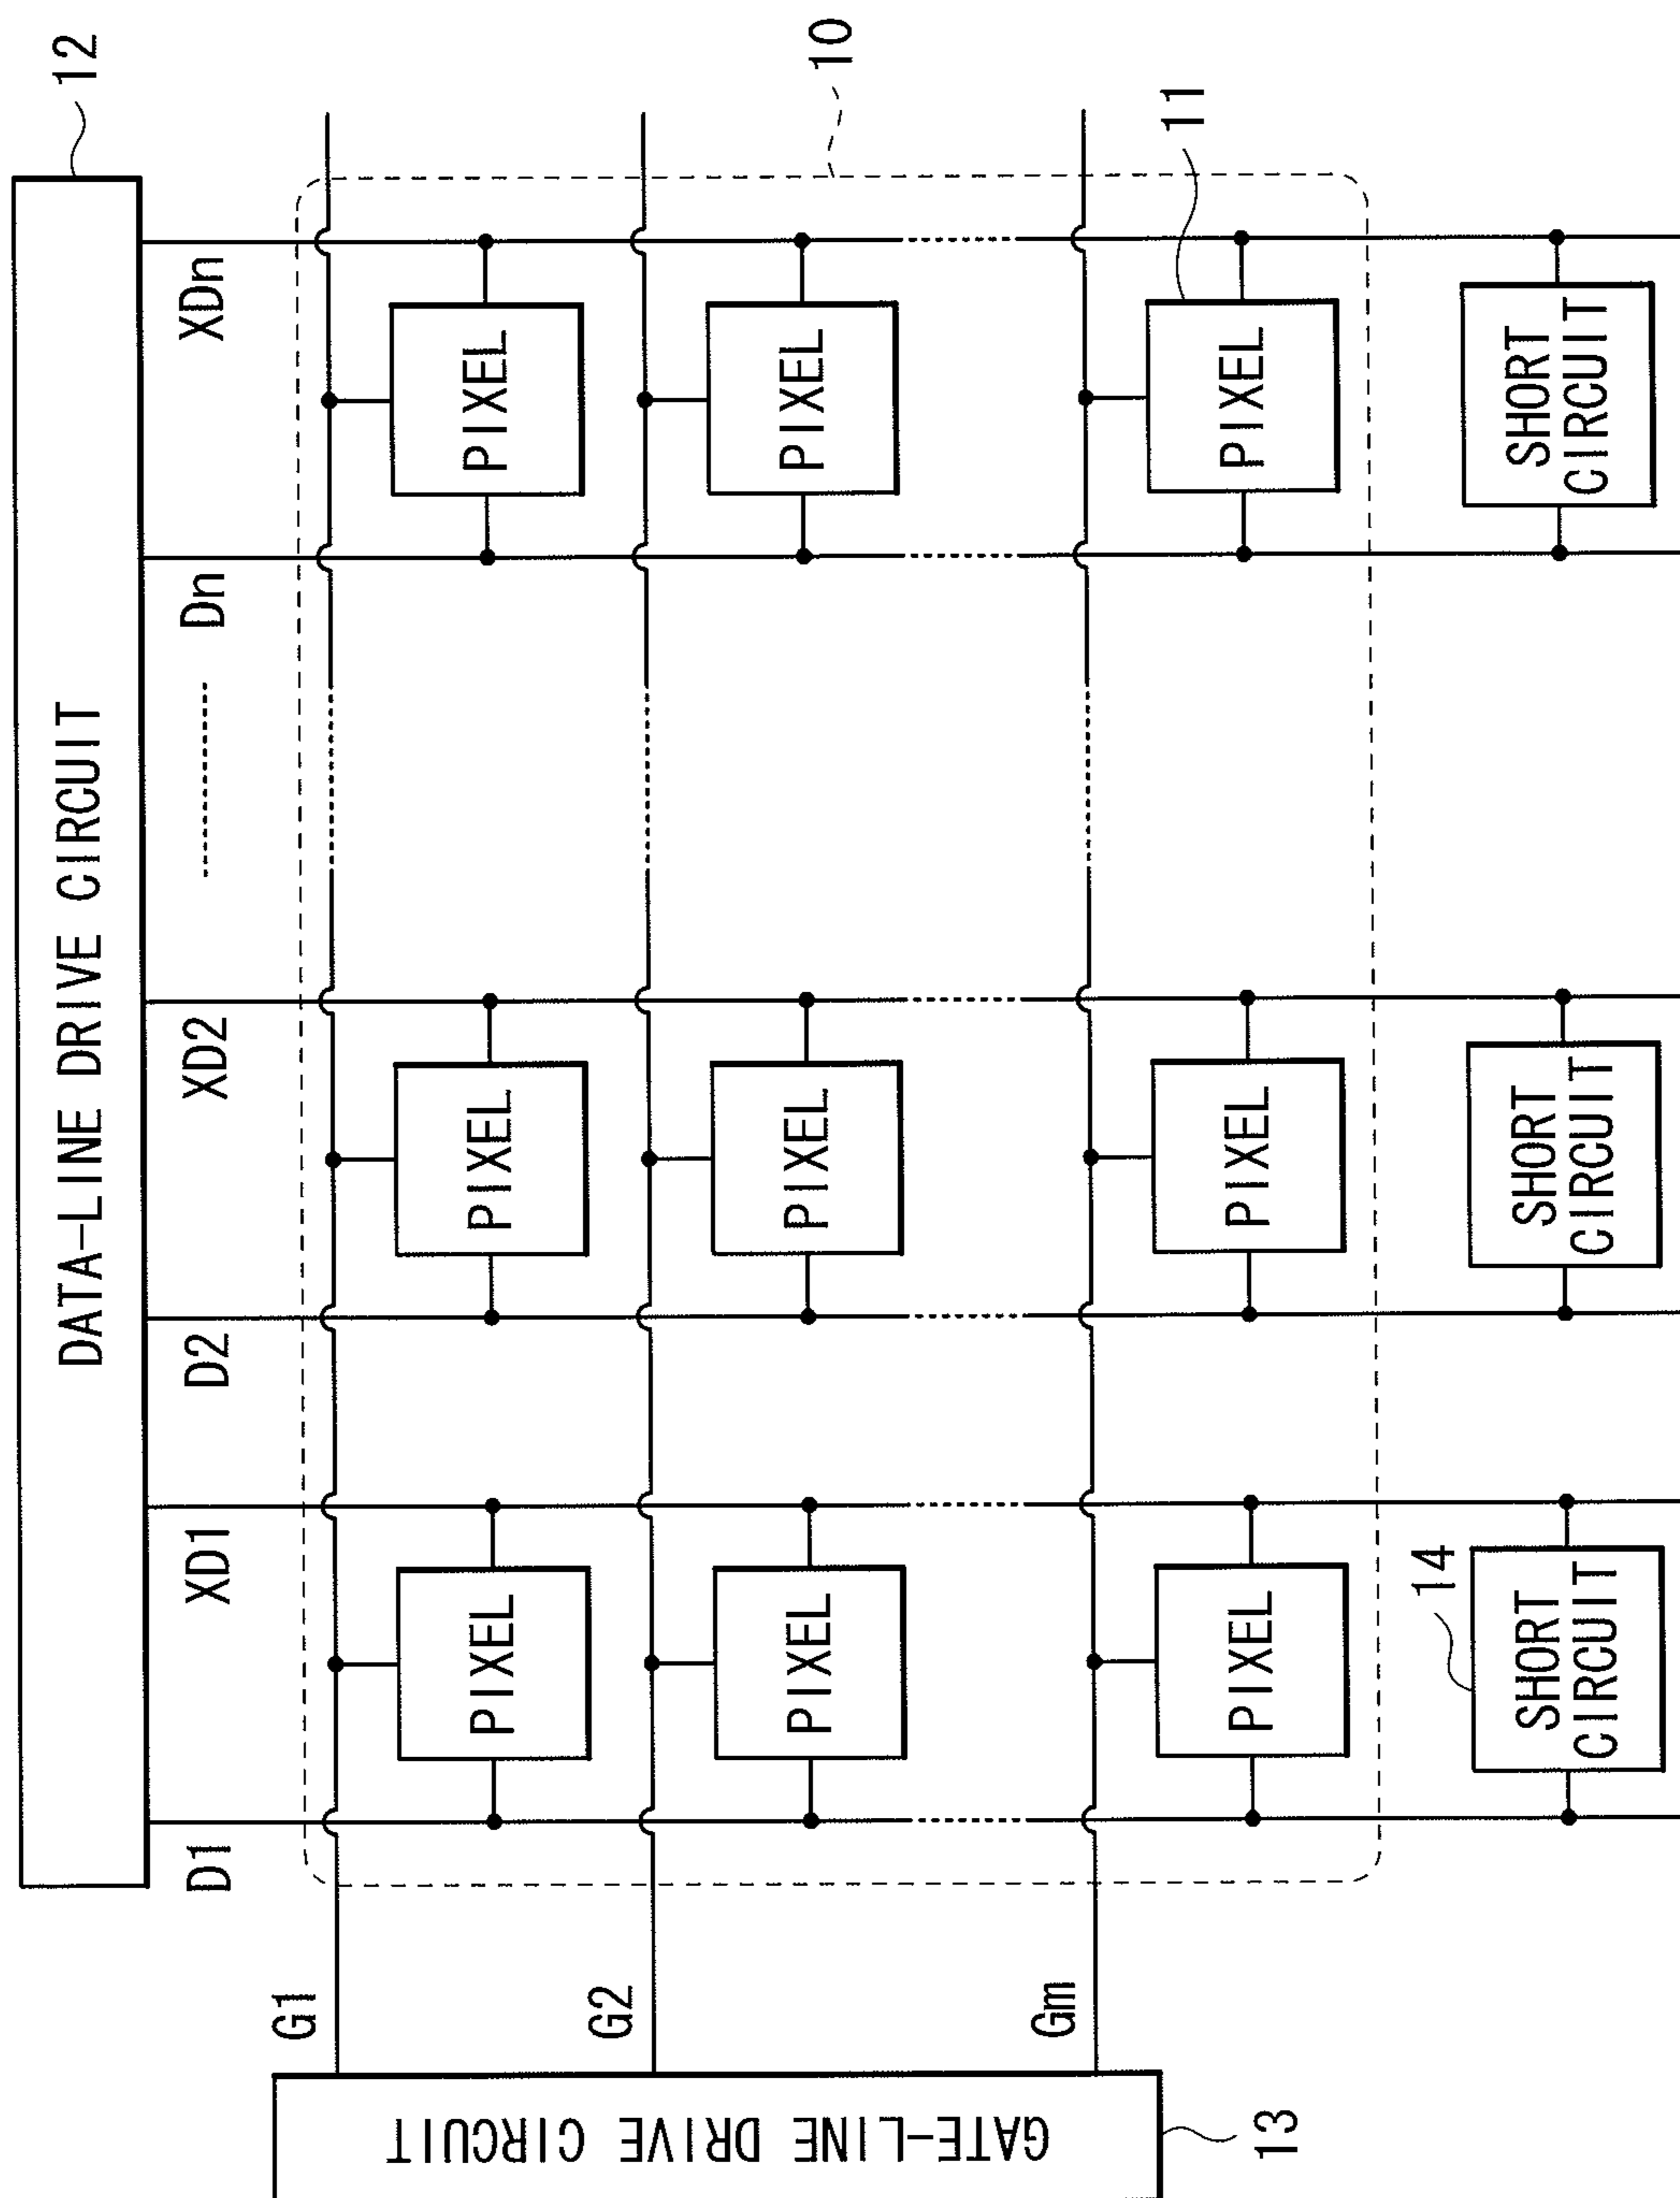 DATA-LINE DRIVE CIRCUIT
12
D1
XD1
D2
XD2
Dn
XDn
10
G1
PIXEL
PIXEL
PIXEL
G2
PIXEL
PIXEL
PIXEL
Gm
PIXEL
PIXEL
PIXEL
11
GATE-LINE DRIVE CIRCUIT
13
14
SHORT
CIRCUIT
SHORT
CIRCUIT
SHORT
CIRCUIT